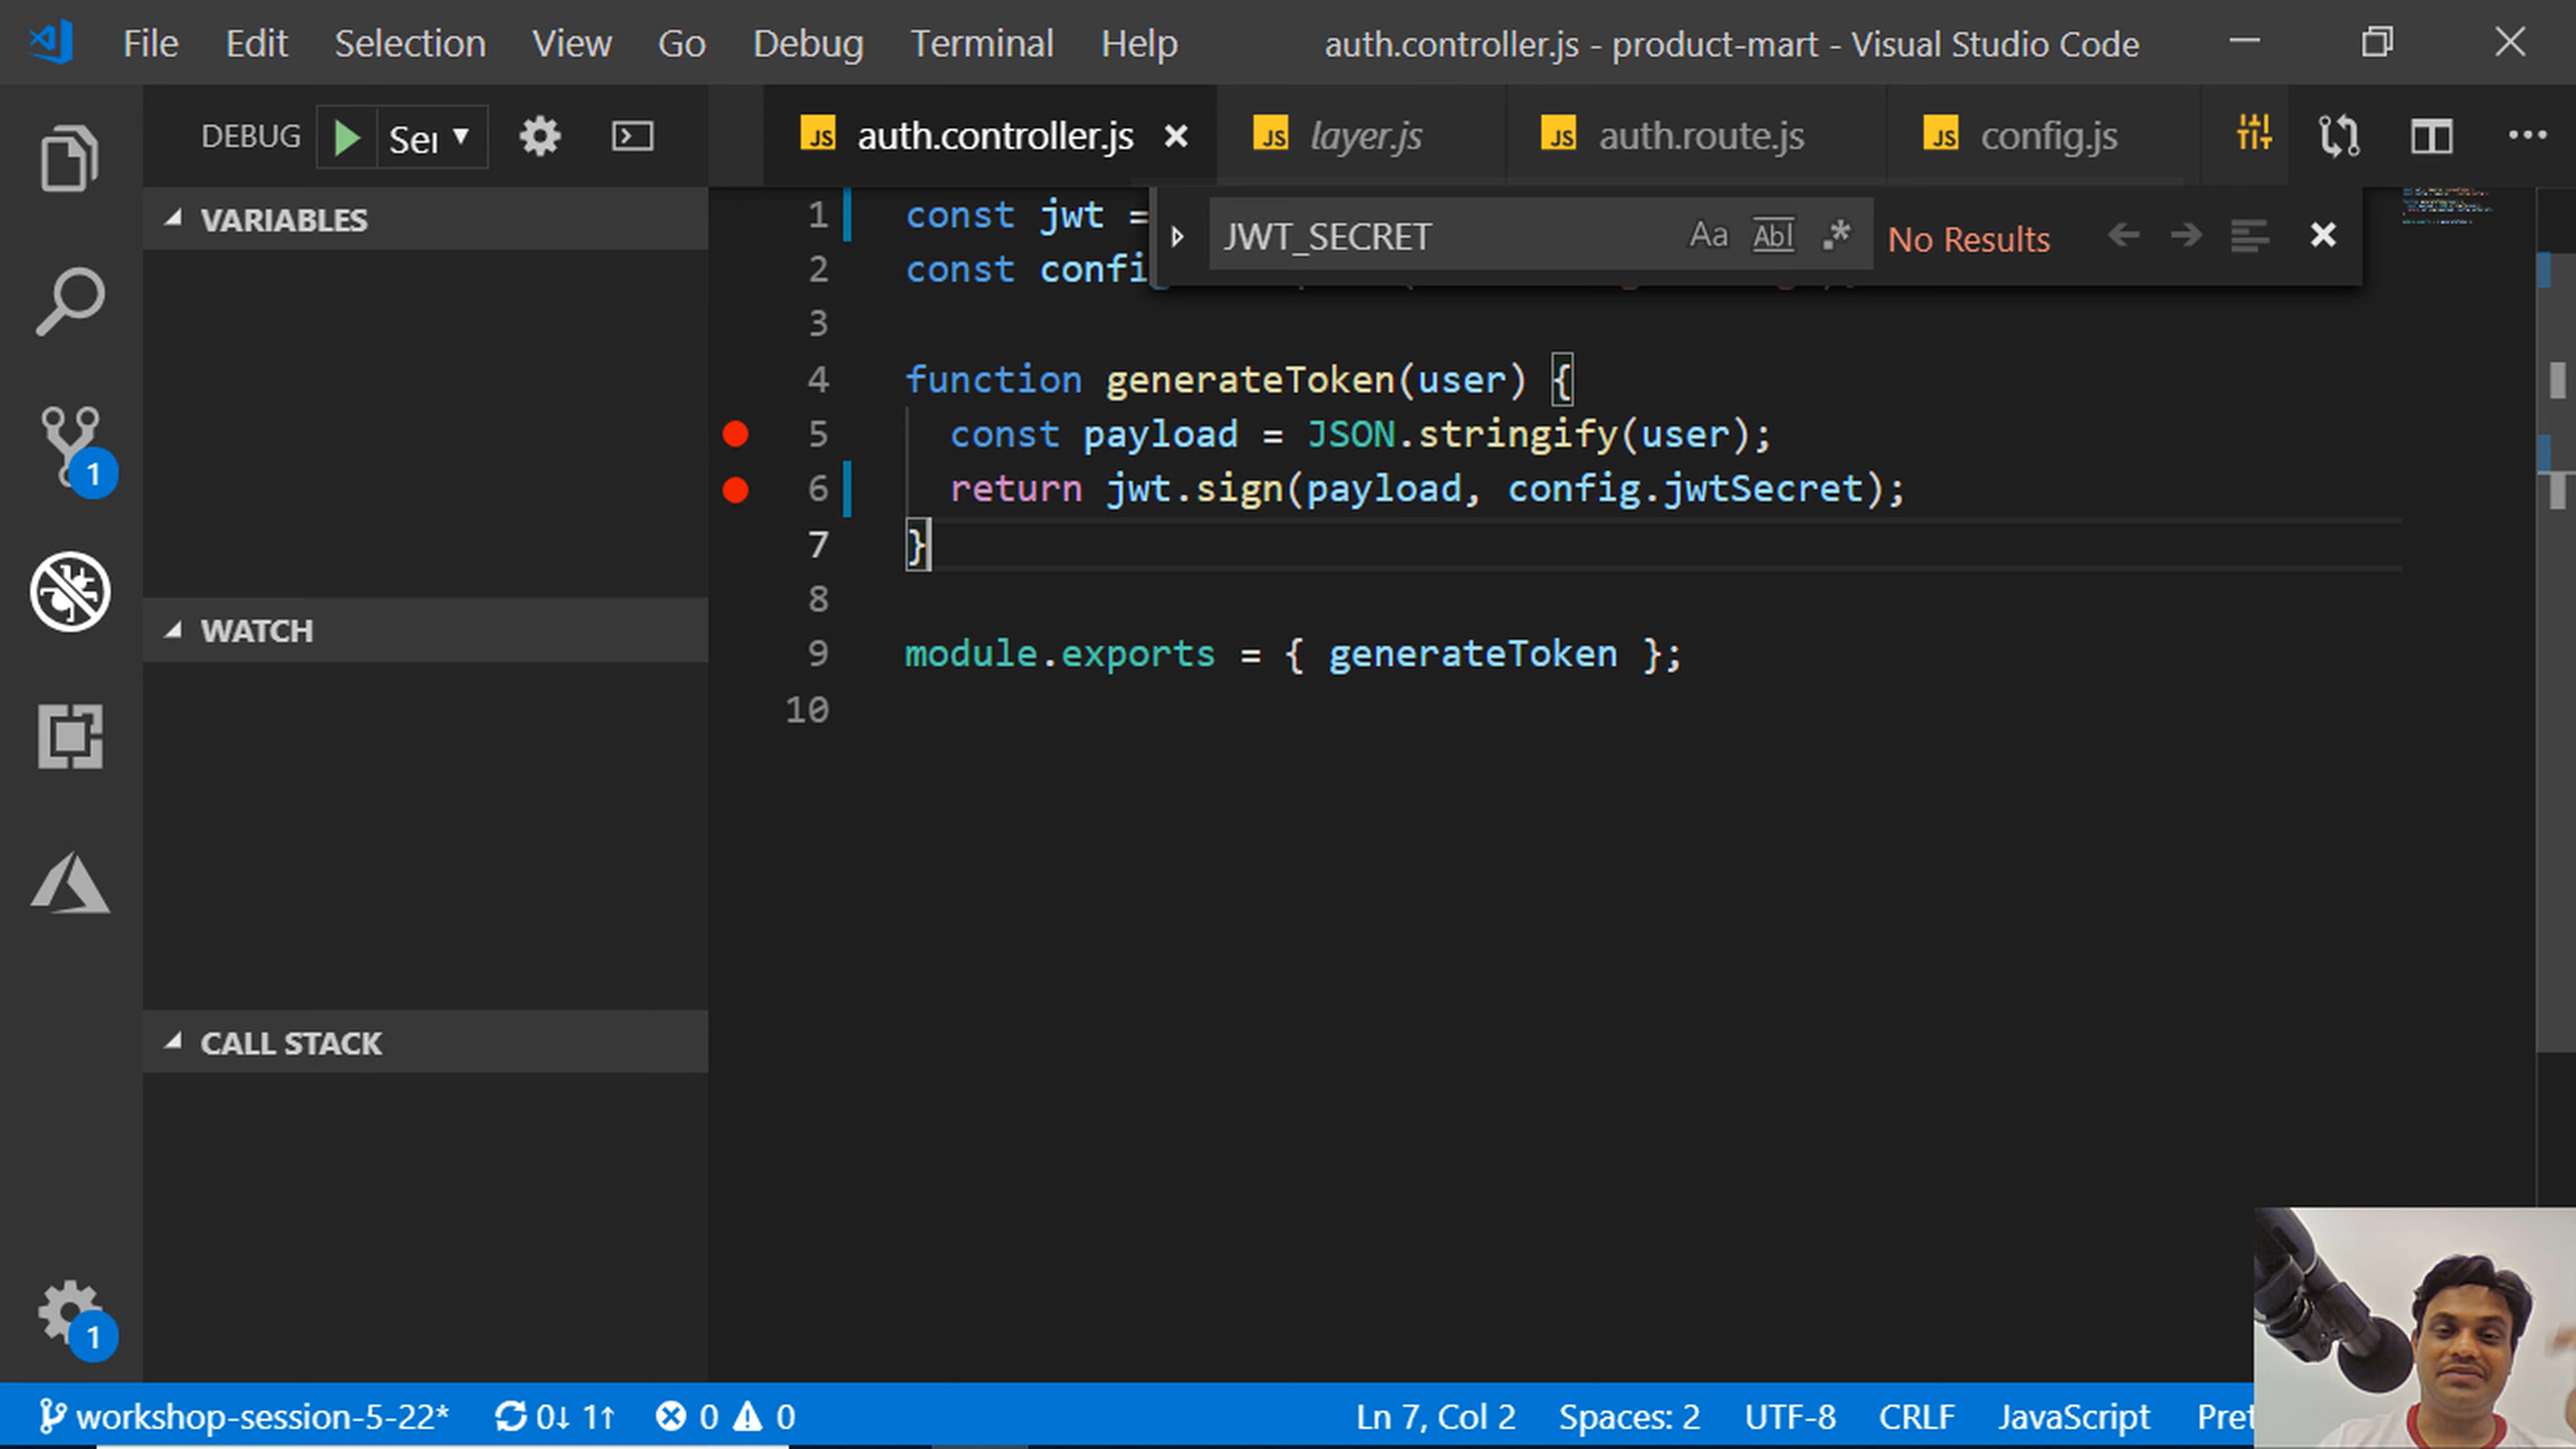 File Edit Selection View Go Debug Terminal Help auth.controller.js - product-mart - Visual Studio Code
DEBUG Ser
auth.controller.js layer.js auth.route.js config.js
JWT_SECRET Aa Abl .* No Results
VARIABLES
WATCH
CALL STACK
1 const jwt =
2 const confi
3
4 function generateToken(user) {
5 const payload = JSON.stringify(user);
6 return jwt.sign(payload, config.jwtSecret);
7 }
8
9 module.exports = { generateToken };
10
1
1
workshop-session-5-22* 0↓ 1↑ 0 0 Ln 7, Col 2 Spaces: 2 UTF-8 CRLF JavaScript Pret